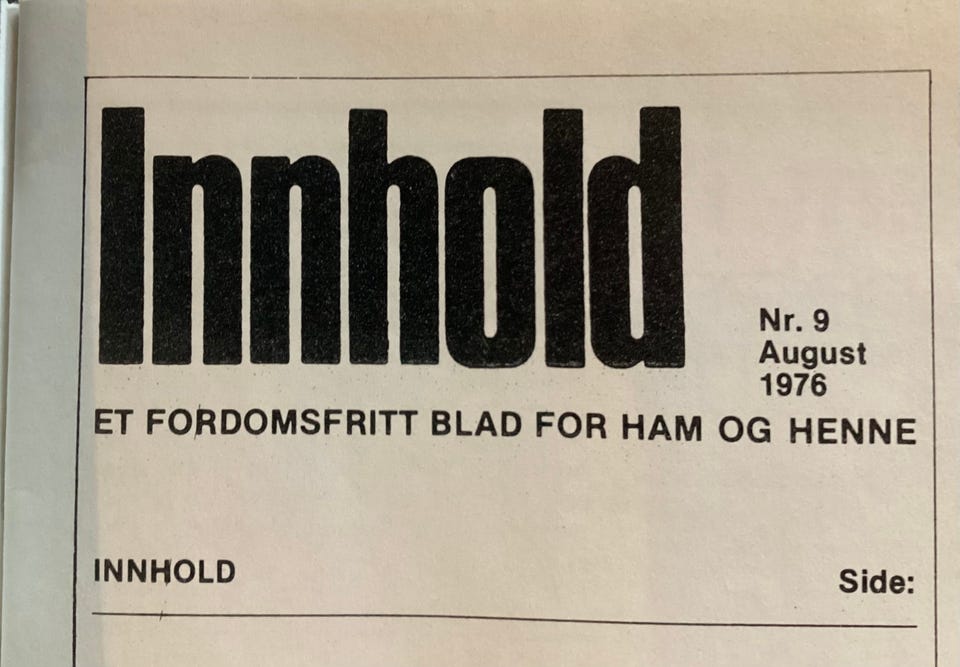 Innhold
Nr. 9
August
1976
ET FORDOMSFRITT BLAD FOR HAM OG HENNE
INNHOLD
Side: